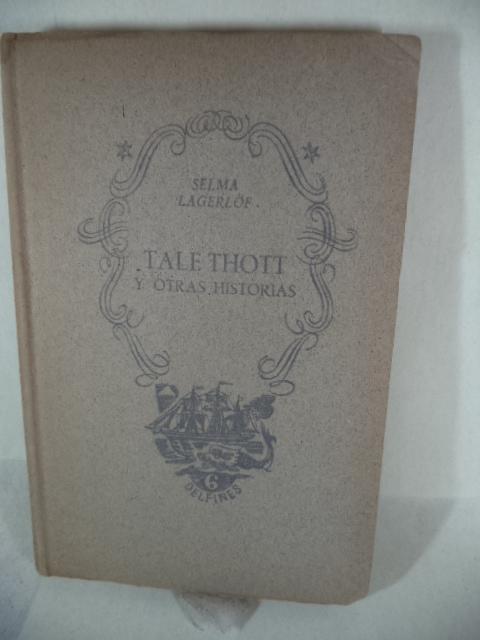 SELMA
LAGERLÖF.
TALE THOTT
Y OTRAS HISTORIAS
6
DELFINES